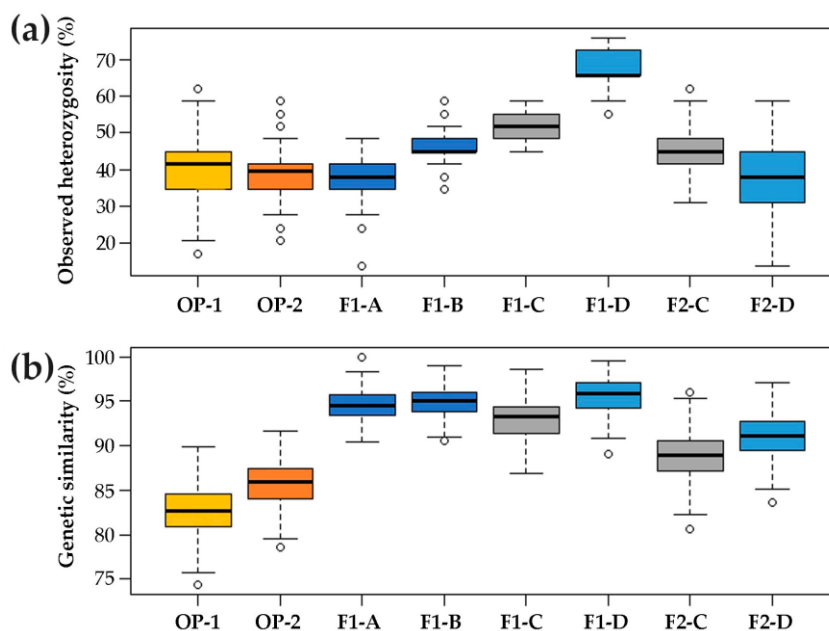 (a)
Observed heterozygosity (%)
70
60
50
40
30
20
OP-1 OP-2 F1-A F1-B F1-C F1-D F2-C F2-D
(b)
Genetic similarity (%)
100
95
90
85
80
75
OP-1 OP-2 F1-A F1-B F1-C F1-D F2-C F2-D